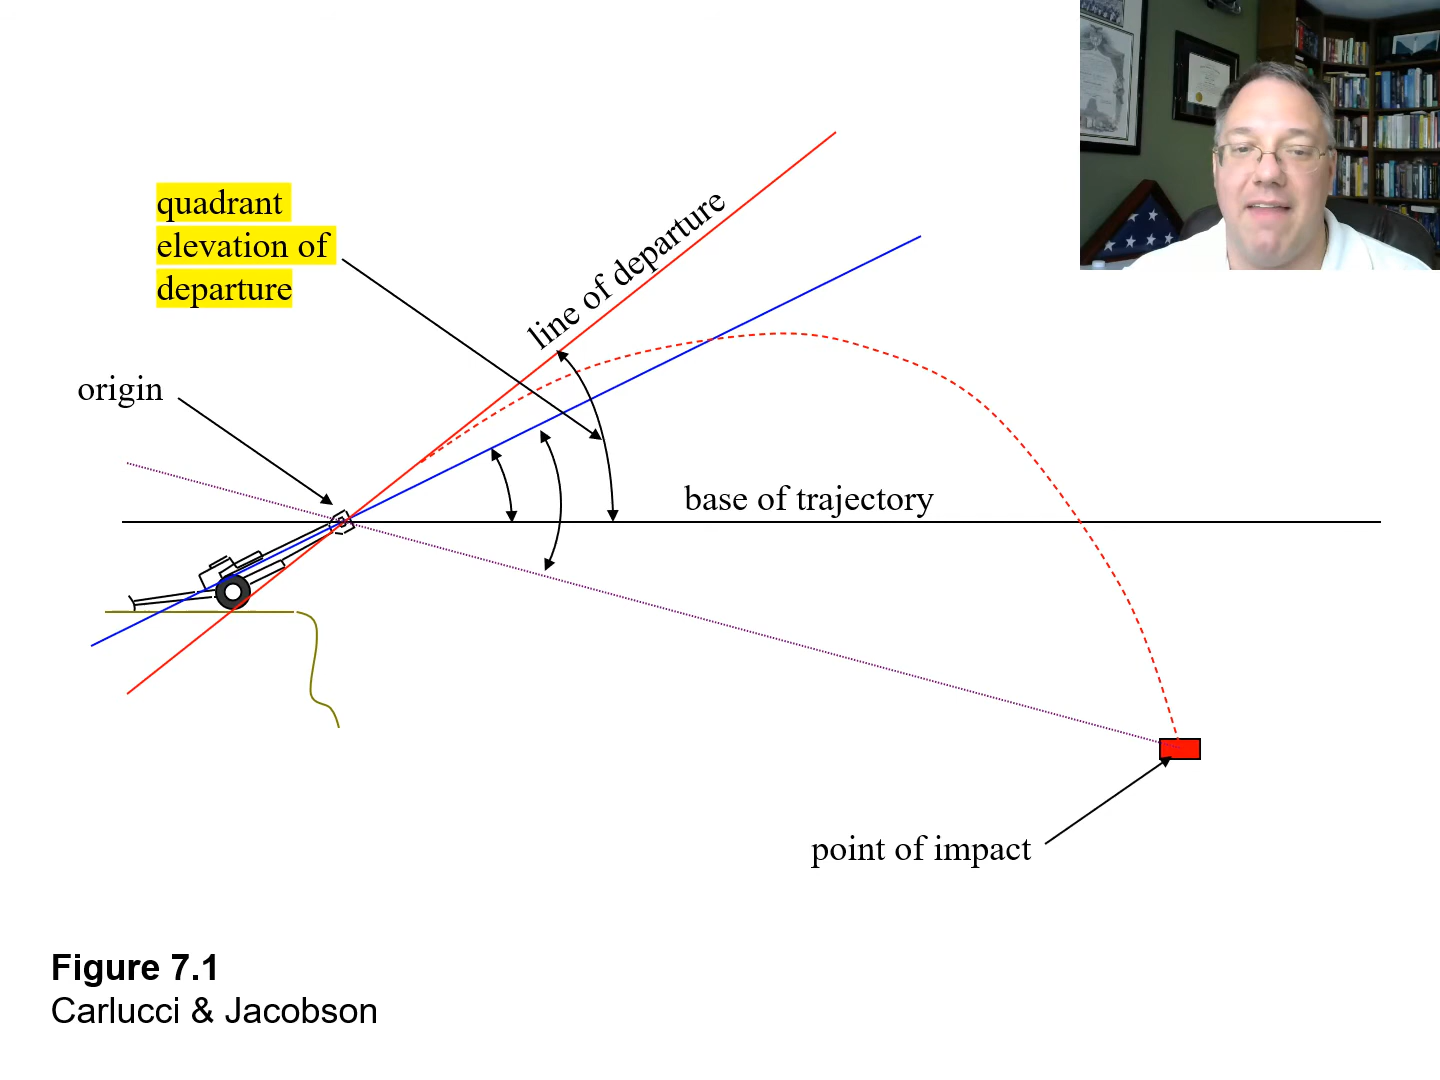 quadrant
elevation of
departure
line of departure
origin
base of trajectory
point of impact
Figure 7.1
Carlucci & Jacobson